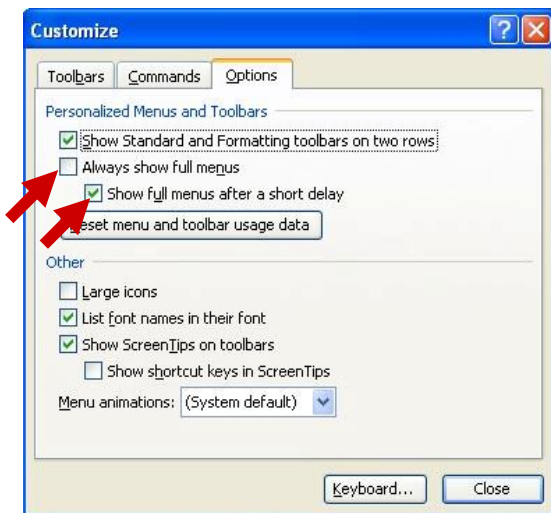 Customize
Toolbars Commands Options
Personalized Menus and Toolbars
Show Standard and Formatting toolbars on two rows
Always show full menus
Show full menus after a short delay
eset menu and toolbar usage data
Other
Large icons
List font names in their font
Show ScreenTips on toolbars
Show shortcut keys in ScreenTips
Menu animations: (System default)
Keyboard... Close